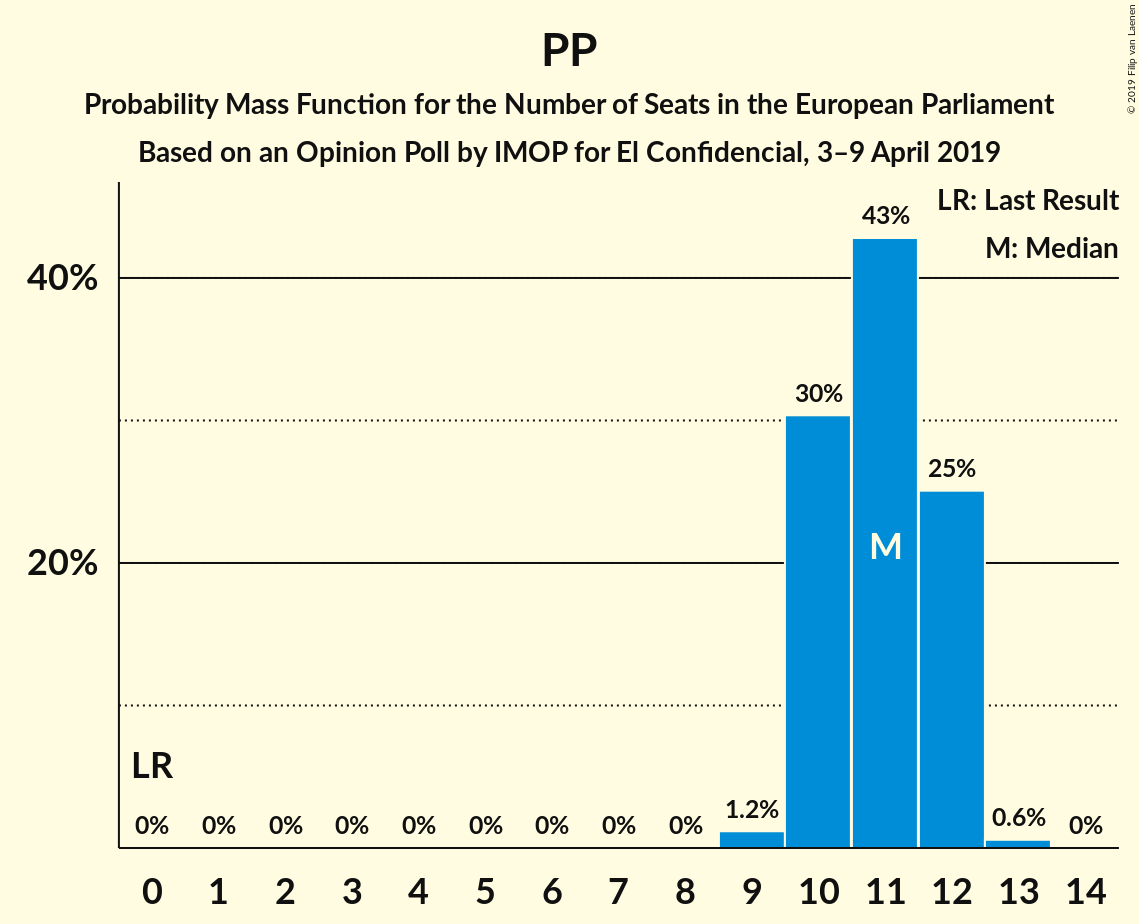 PP
Probability Mass Function for the Number of Seats in the European Parliament
Based on an Opinion Poll by IMOP for El Confidencial, 3–9 April 2019
© 2019 Filip van Laenen
LR: Last Result
M: Median
40%
20%
43%
30%
25%
M
LR
0% 0% 0% 0% 0% 0% 0% 0% 0% 1.2% 0.6% 0%
0 1 2 3 4 5 6 7 8 9 10 11 12 13 14